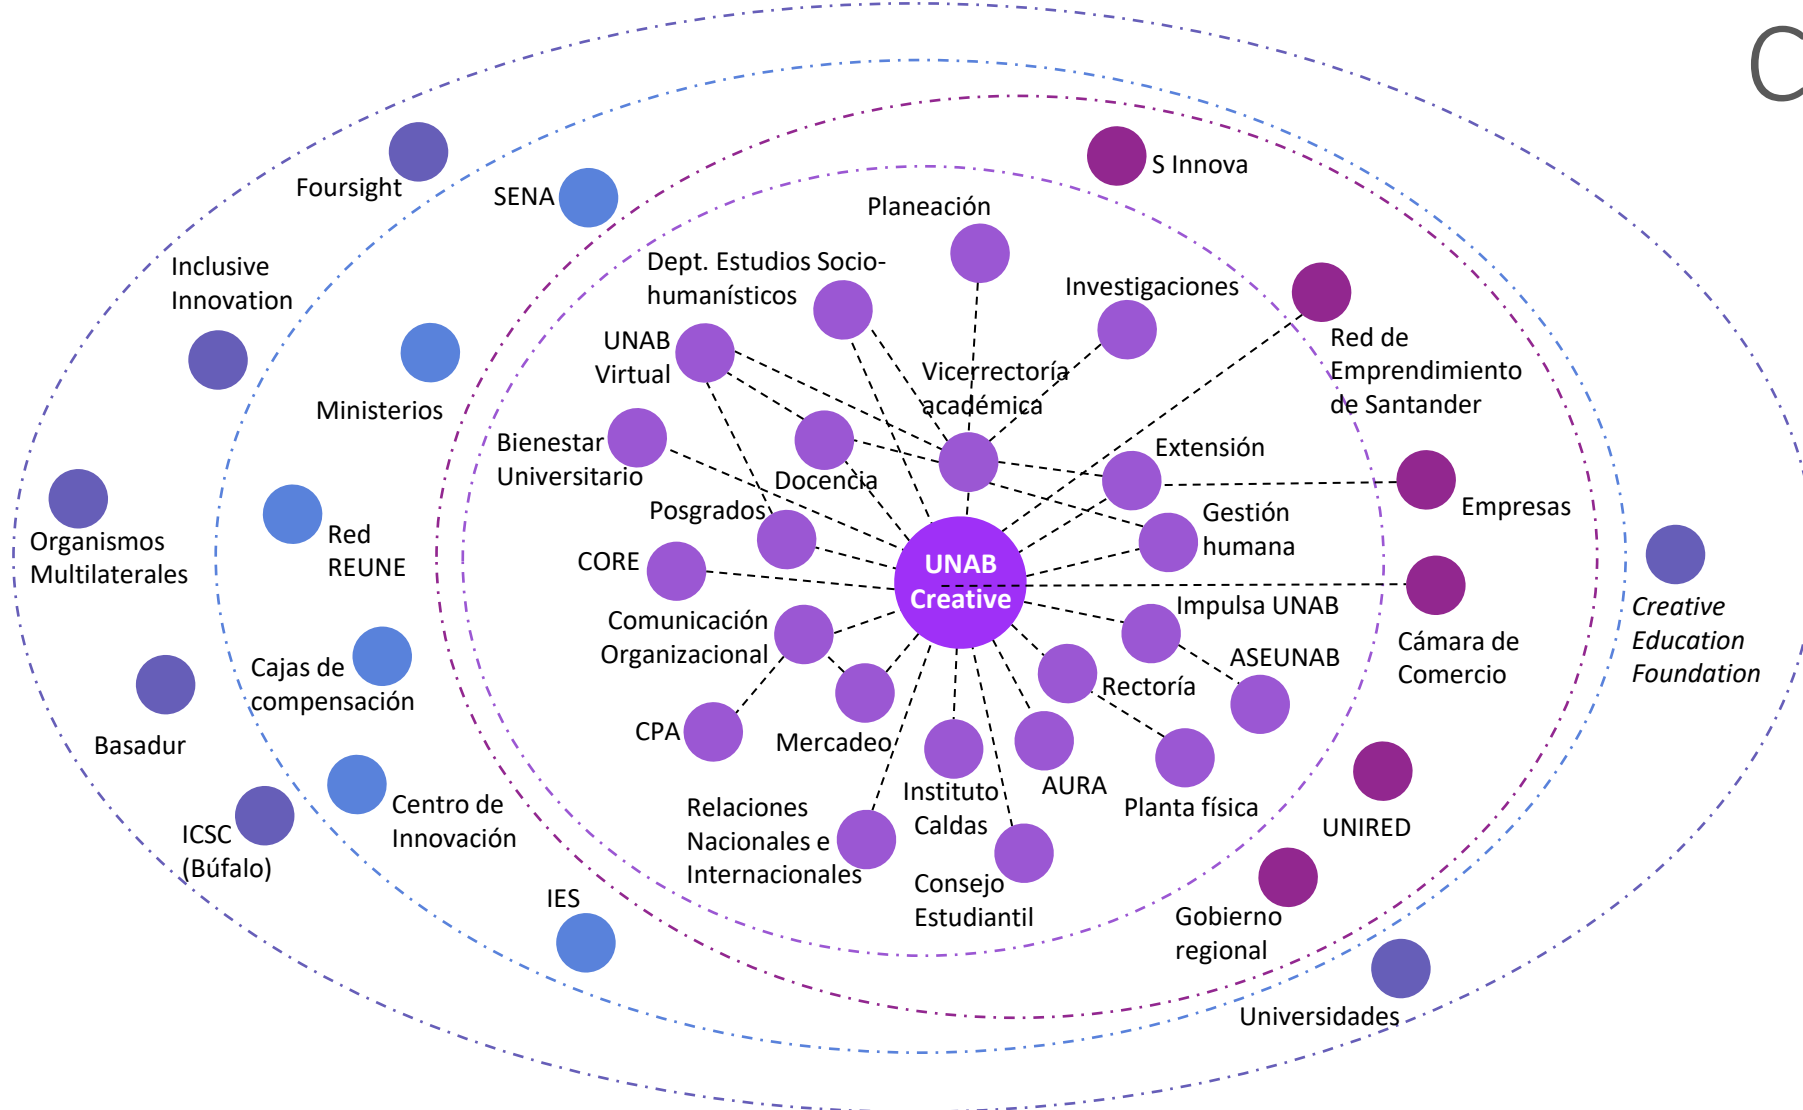 C
Foursight
SENA
S Innova
Planeación
Inclusive
Innovation
Dept. Estudios Socio-
humanísticos
Investigaciones
UNAB
Virtual
Vicerrectoría
académica
Red de
Emprendimiento
de Santander
Ministerios
Bienestar
Universitario
Docencia
Extensión
Posgrados
Empresas
Gestión
humana
Organismos
Multilaterales
Red
REUNE
CORE
UNAB
Creative
Impulsa UNAB
Creative
Education
Foundation
Comunicación
Organizacional
ASEUNAB
Cámara de
Comercio
Cajas de
compensación
Rectoría
Basadur
CPA
Mercadeo
Instituto
Caldas
AURA
Planta física
Centro de
Innovación
Relaciones
Nacionales e
Internacionales
UNIRED
ICSC
(Búfalo)
Consejo
Estudiantil
IES
Gobierno
regional
Universidades